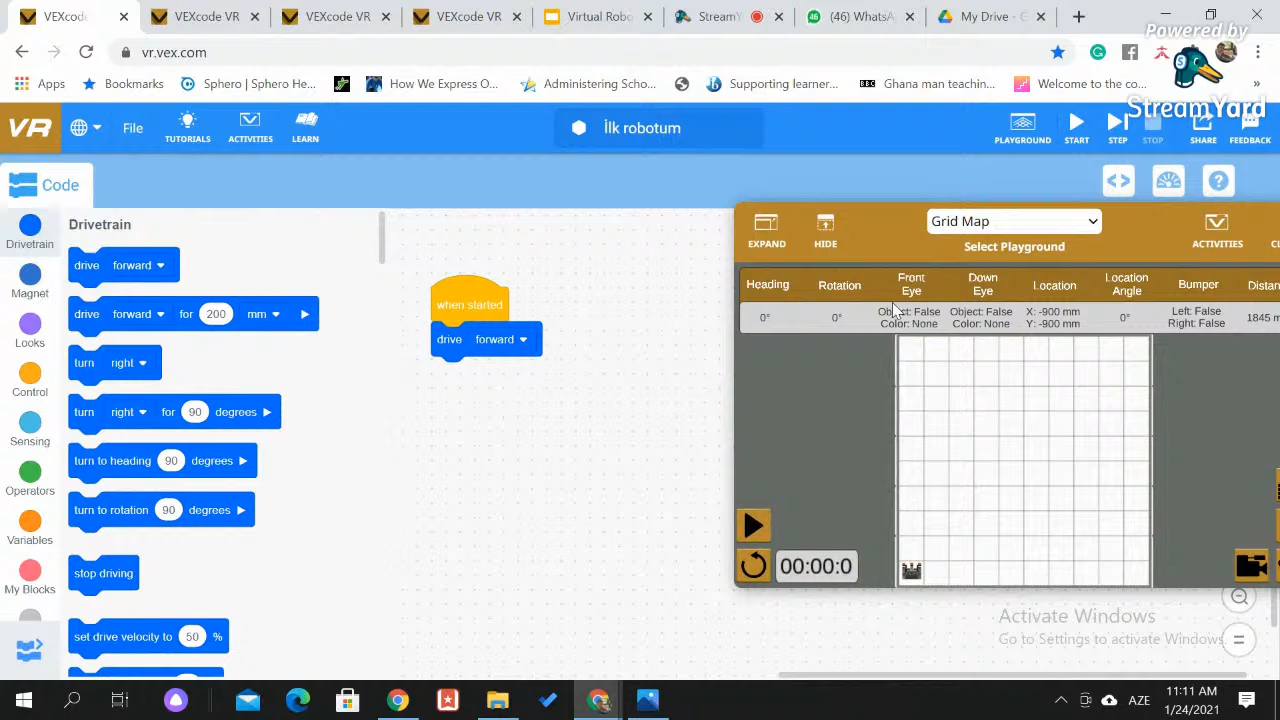 VEXcode VEXcode VR VEXcode VR VEXcode VR Virtual Robo StreamY (46) WhatsA My Drive - G
Powered by
vr.vex.com
Apps Bookmarks Sphero | Sphero He... How We Express O... Administering Scho... Supporting learner... BBC Ghana man teachin... Welcome to the co... »
StreamYard
VR File TUTORIALS ACTIVITIES LEARN İlk robotum PLAYGROUND START STEP STOP SHARE FEEDBACK
Code
Drivetrain
Magnet
Looks
Control
Sensing
Operators
Variables
My Blocks
Drivetrain
drive forward
drive forward for 200 mm
turn right
turn right for 90 degrees
turn to heading 90 degrees
turn to rotation 90 degrees
stop driving
set drive velocity to 50 %
when started
drive forward
EXPAND HIDE Grid Map ACTIVITIES CL
Select Playground
Heading Rotation Front Eye Down Eye Location Location Angle Bumper Distan
0° 0° Object: False Object: False X: -900 mm 0° Left: False 1845 m
Color: None Color: None Y: -900 mm Right: False
00:00:0
Activate Windows
Go to Settings to activate Windows.
AZE 11:11 AM
1/24/2021